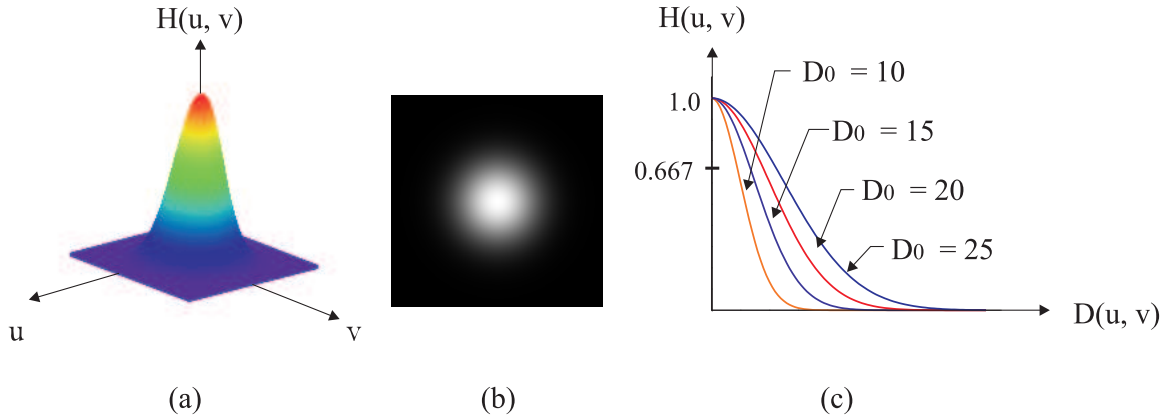 H(u, v)
u
v
(a)
(b)
H(u, v)
1.0
0.667
D0 = 10
D0 = 15
D0 = 20
D0 = 25
D(u, v)
(c)